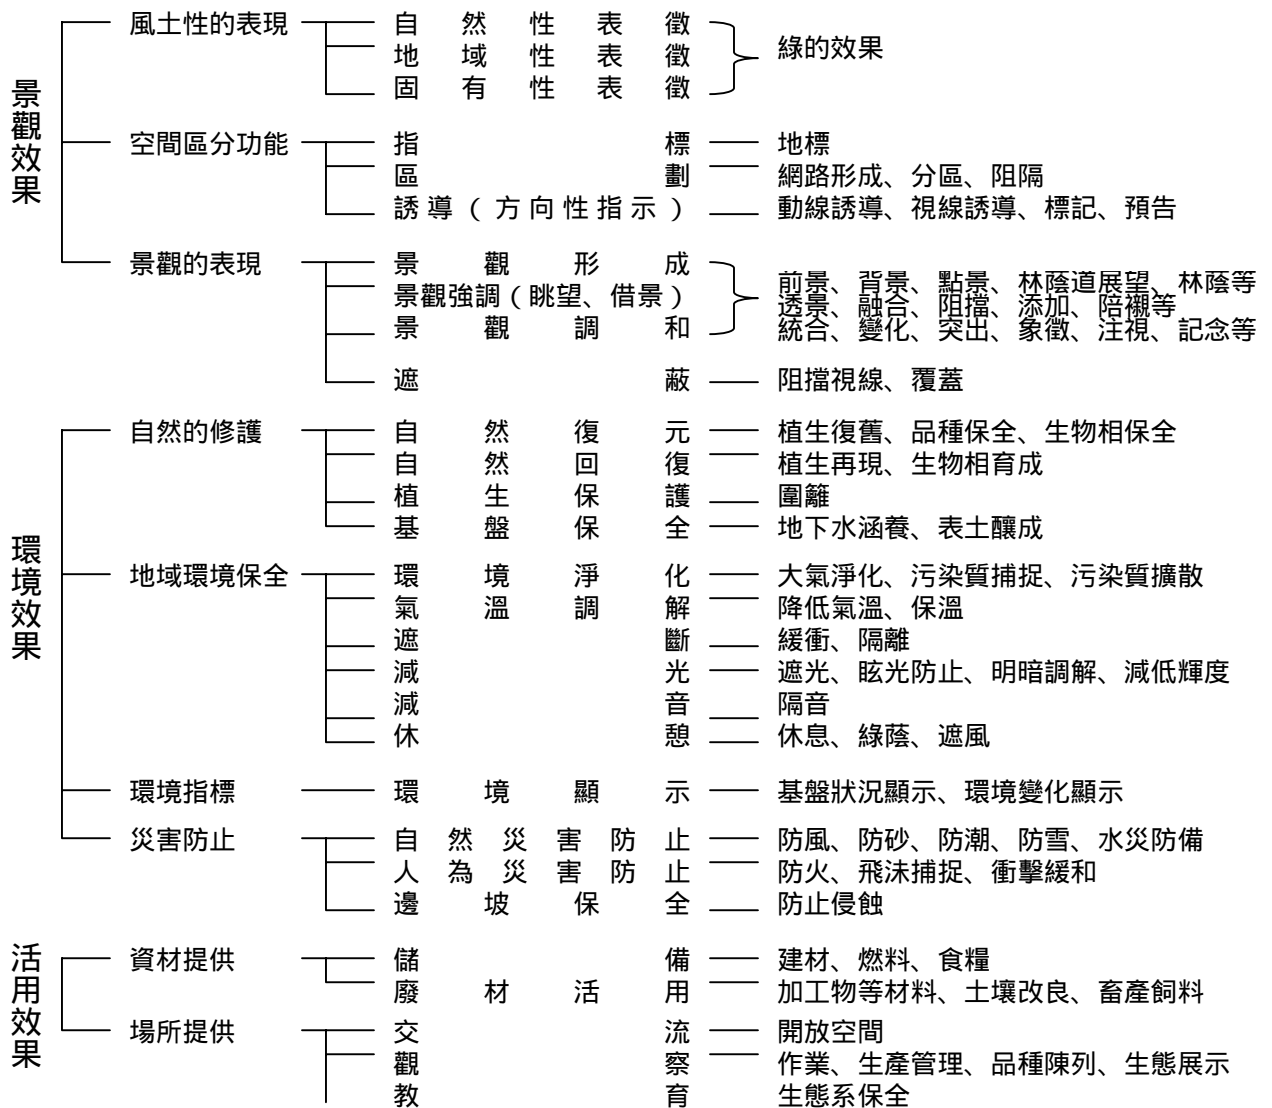 景觀效果
風土性的表現 自然性表徵 綠的效果
地域性表徵
固有性表徵
空間區分功能 指標 地標
區劃 網路形成、分區、阻隔
誘導（方向性指示） 動線誘導、視線誘導、標記、預告
景觀的表現 景觀形成 前景、背景、點景、林蔭道展望、林蔭等
景觀強調（眺望、借景） 透景、融合、阻擋、添加、陪襯等
景觀調和 統合、變化、突出、象徵、注視、記念等
遮蔽 阻擋視線、覆蓋
環境效果
自然的修護 自然復元 植生復舊、品種保全、生物相保全
自然回復 植生再現、生物相育成
植生保護 圍籬
基盤保全 地下水涵養、表土釀成
地域環境保全 環境淨化 大氣淨化、污染質捕捉、污染質擴散
氣溫調解 降低氣溫、保溫
遮斷 緩衝、隔離
減光 遮光、眩光防止、明暗調解、減低輝度
減音 隔音
休憩 休息、綠蔭、遮風
環境指標 環境顯示 基盤狀況顯示、環境變化顯示
災害防止 自然災害防止 防風、防砂、防潮、防雪、水災防備
人為災害防止 防火、飛沫捕捉、衝擊緩和
邊坡保全 防止侵蝕
活用效果
資材提供 儲備 建材、燃料、食糧
廢材活用 加工物等材料、土壤改良、畜產飼料
場所提供 交流 開放空間
觀察 作業、生產管理、品種陳列、生態展示
教育 生態系保全